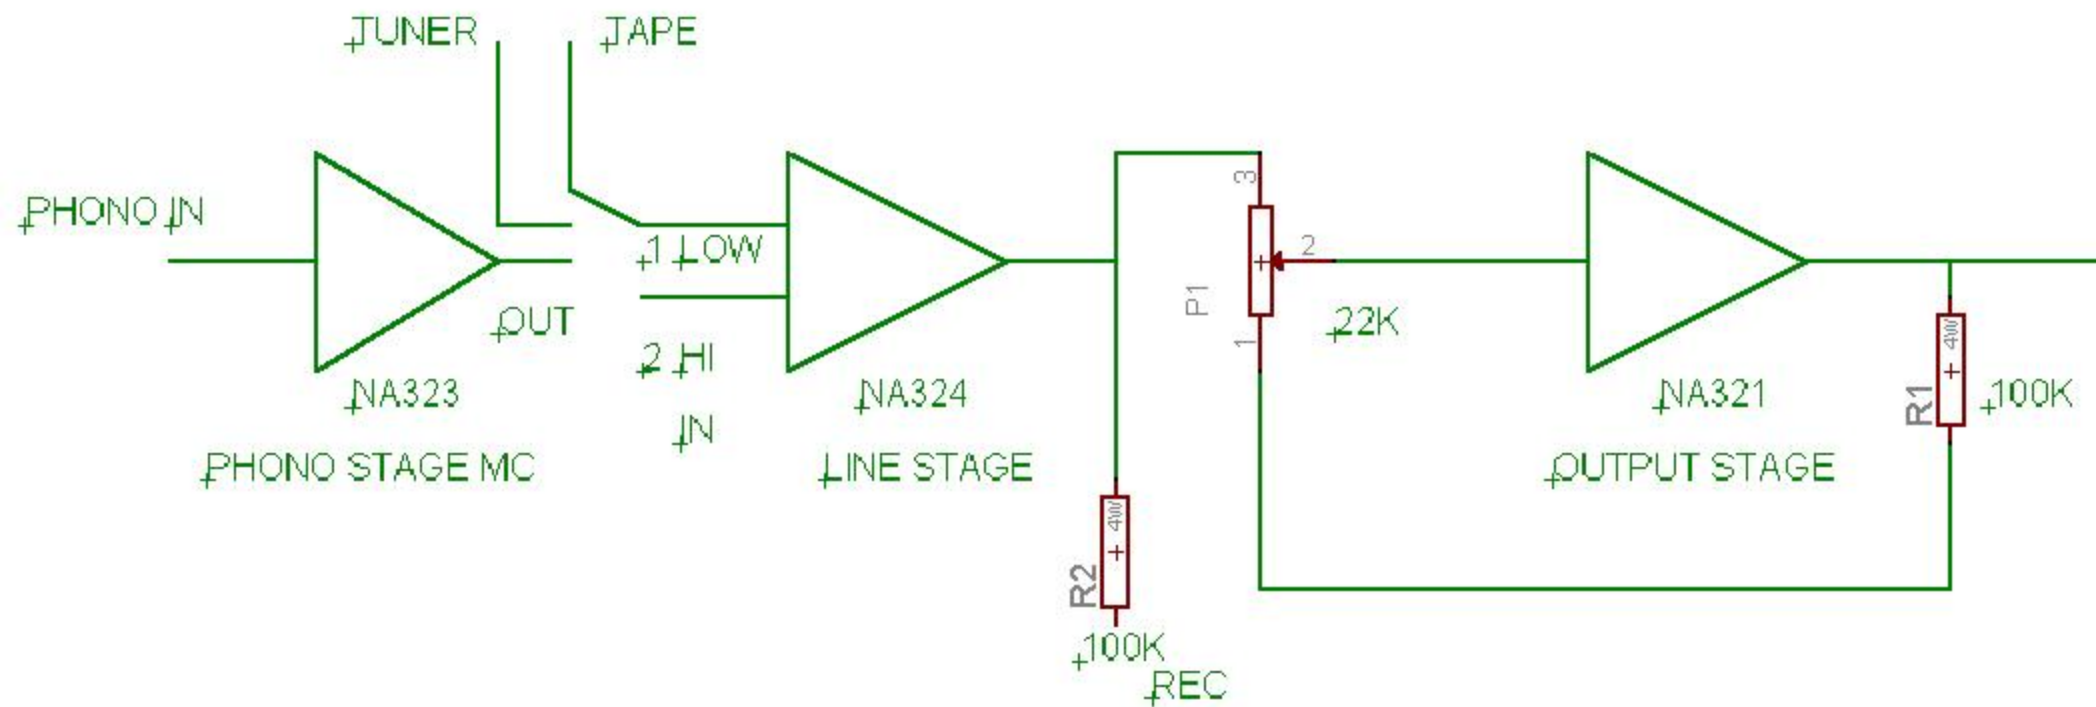 TUNER TAPE
PHONO IN
3
1 LOW
2
P1
OUT
22K
2 HI
1
4W
NA323
NA324
NA321
R1
100K
IN
PHONO STAGE MC
LINE STAGE
OUTPUT STAGE
4W
R2
100K
REC